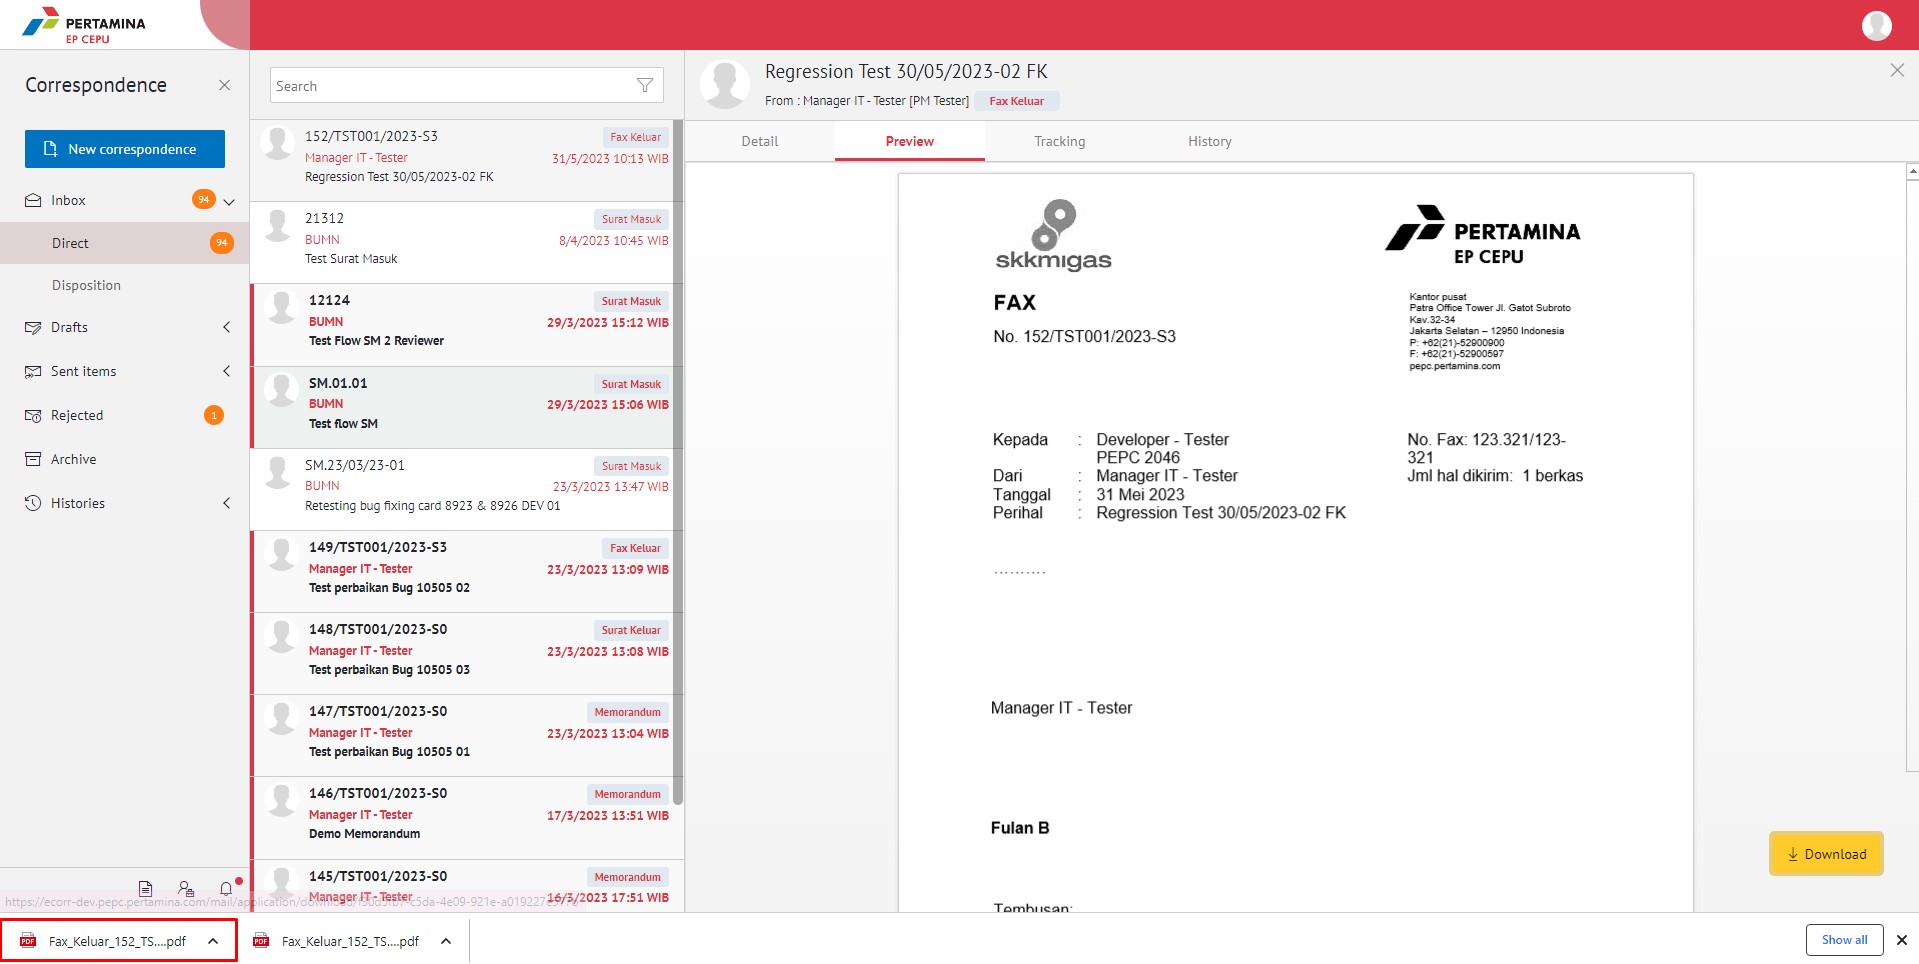 PERTAMINA
EP CEPU
Correspondence
New correspondence
Inbox 94
Direct 94
Disposition
Drafts
Sent items
Rejected 1
Archive
Histories
Search
152/TST001/2023-S3 Fax Keluar
Manager IT - Tester 31/5/2023 10:13 WIB
Regression Test 30/05/2023-02 FK
21312 Surat Masuk
BUMN 8/4/2023 10:45 WIB
Test Surat Masuk
12124 Surat Masuk
BUMN 29/3/2023 15:12 WIB
Test Flow SM 2 Reviewer
SM.01.01 Surat Masuk
BUMN 29/3/2023 15:06 WIB
Test flow SM
SM.23/03/23-01 Surat Masuk
BUMN 23/3/2023 13:47 WIB
Retesting bug fixing card 8923 & 8926 DEV 01
149/TST001/2023-S3 Fax Keluar
Manager IT - Tester 23/3/2023 13:09 WIB
Test perbaikan Bug 10505 02
148/TST001/2023-S0 Surat Keluar
Manager IT - Tester 23/3/2023 13:08 WIB
Test perbaikan Bug 10505 03
147/TST001/2023-S0 Memorandum
Manager IT - Tester 23/3/2023 13:04 WIB
Test perbaikan Bug 10505 01
146/TST001/2023-S0 Memorandum
Manager IT - Tester 17/3/2023 13:51 WIB
Demo Memorandum
145/TST001/2023-S0 Memorandum
Manager IT - Tester 16/3/2023 17:51 WIB
Regression Test 30/05/2023-02 FK
From : Manager IT - Tester [PM Tester] Fax Keluar
Detail Preview Tracking History
skkmigas
PERTAMINA
EP CEPU
FAX
No. 152/TST001/2023-S3
Kantor pusat
Patra Office Tower Jl. Gatot Subroto
Kav.32-34
Jakarta Selatan – 12950 Indonesia
P: +62(21)-52900900
F: +62(21)-52900597
pepc.pertamina.com
Kepada : Developer - Tester
PEPC 2046
Dari : Manager IT - Tester
Tanggal : 31 Mei 2023
Perihal : Regression Test 30/05/2023-02 FK
No. Fax: 123.321/123-
321
Jml hal dikirim: 1 berkas
..........
Manager IT - Tester
Fulan B
Tembusan:
Download
Fax_Keluar_152_TS....pdf
Fax_Keluar_152_TS....pdf
Show all